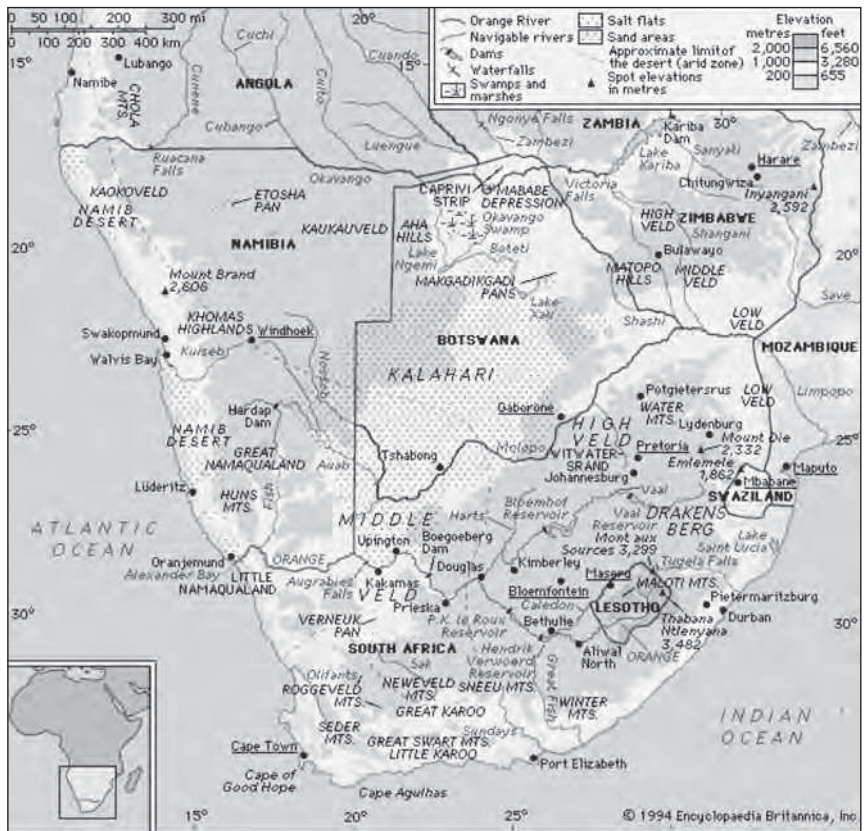 0 50 100 200 300 mi
0 100 200 300 400 km
20°
Orange River
Navigable rivers
Dams
Waterfalls
Swamps and marshes
Salt flats
Sand areas
Approximate limit of
the desert (arid zone)
Spot elevations
in metres
Elevation
metres feet
2,000 6,560
1,000 3,280
200 655
15°
Lubango
Namibe
CHOLA
MTS.
Cunene
Cuchi
ANGOLA
Cubango
Cuito
Cuando
Luengue
15°
Ngonye Falls
Zambezi
ZAMBIA
Kariba
Dam
30°
Sanyati
Lake
Kariba
Harare
Chitungwiza
Zambezi
Inyangani
2,592
Ruacana
Falls
Okavango
KAOKOVELD
NAMIB
DESERT
ETOSHA
PAN
KAUKAUVELD
NAMIBIA
CAPRIVI
STRIP
MABABE
DEPRESSION
Victoria
Falls
AHA
HILLS
Okavango
Swamp
Boteti
Lake
Ngami
HIGH
VELD
ZIMBABWE
Shangani
Bulawayo
MATOPO
HILLS
MIDDLE
VELD
20°
20°
Mount Brand
2,606
MAKGADIKGADI
PANS
Lake
Xau
Shashi
LOW
VELD
Save
KHOMAS
HIGHLANDS
Windhoek
Swakopmund
Walvis Bay
Kuiseb
Nossob
BOTSWANA
KALAHARI
MOZAMBIQUE
LOW
VELD
Limpopo
Potgietersrus
WATER
MTS.
Lydenburg
Mount Die
2,332
Gaborone
HIGH
VELD
Pretoria
WITWATER-
SRAND
Johannesburg
Emlemele
1,862
Maputo
Mbabane
SWAZILAND
Hardap
Dam
NAMIB
DESERT
GREAT
NAMAQUALAND
25°
25°
Auab
Tshabong
Molopo
Lüderitz
HUNS
MTS.
Fish
Vaal
Bloemhof
Reservoir
Vaal
Reservoir
DRAKENS
BERG
Mont aux
Sources 3,299
Lake
Saint Lucia
Tugela Falls
ATLANTIC
OCEAN
MIDDLE
VELD
Harts
Upington
Boegoeberg
Dam
Douglas
Kimberley
Oranjemund
Alexander Bay
ORANGE
LITTLE
NAMAQUALAND
Augrabies
Falls
Kakamas
Prieska
Bloemfontein
Maseru
MALOTI MTS.
LESOTHO
Pietermaritzburg
Durban
Thabana
Ntlenyana
3,482
30°
30°
Caledon
P.K. le Roux
Reservoir
Bethulie
VERNEUK
PAN
SOUTH AFRICA
Hendrik
Verwoerd
Reservoir
Aliwal
North
ORANGE
Sak
Olifants
ROGGEVELD
MTS.
NEWEVELD
MTS.
SNEEU MTS.
Great Fish
WINTER
MTS.
GREAT KAROO
SEDER
MTS.
Sundays
GREAT SWART MTS.
LITTLE KAROO
Cape Town
Cape of
Good Hope
Port Elizabeth
Cape Agulhas
INDIAN
OCEAN
15°
20°
25°
© 1994 Encyclopaedia Britannica, Inc.